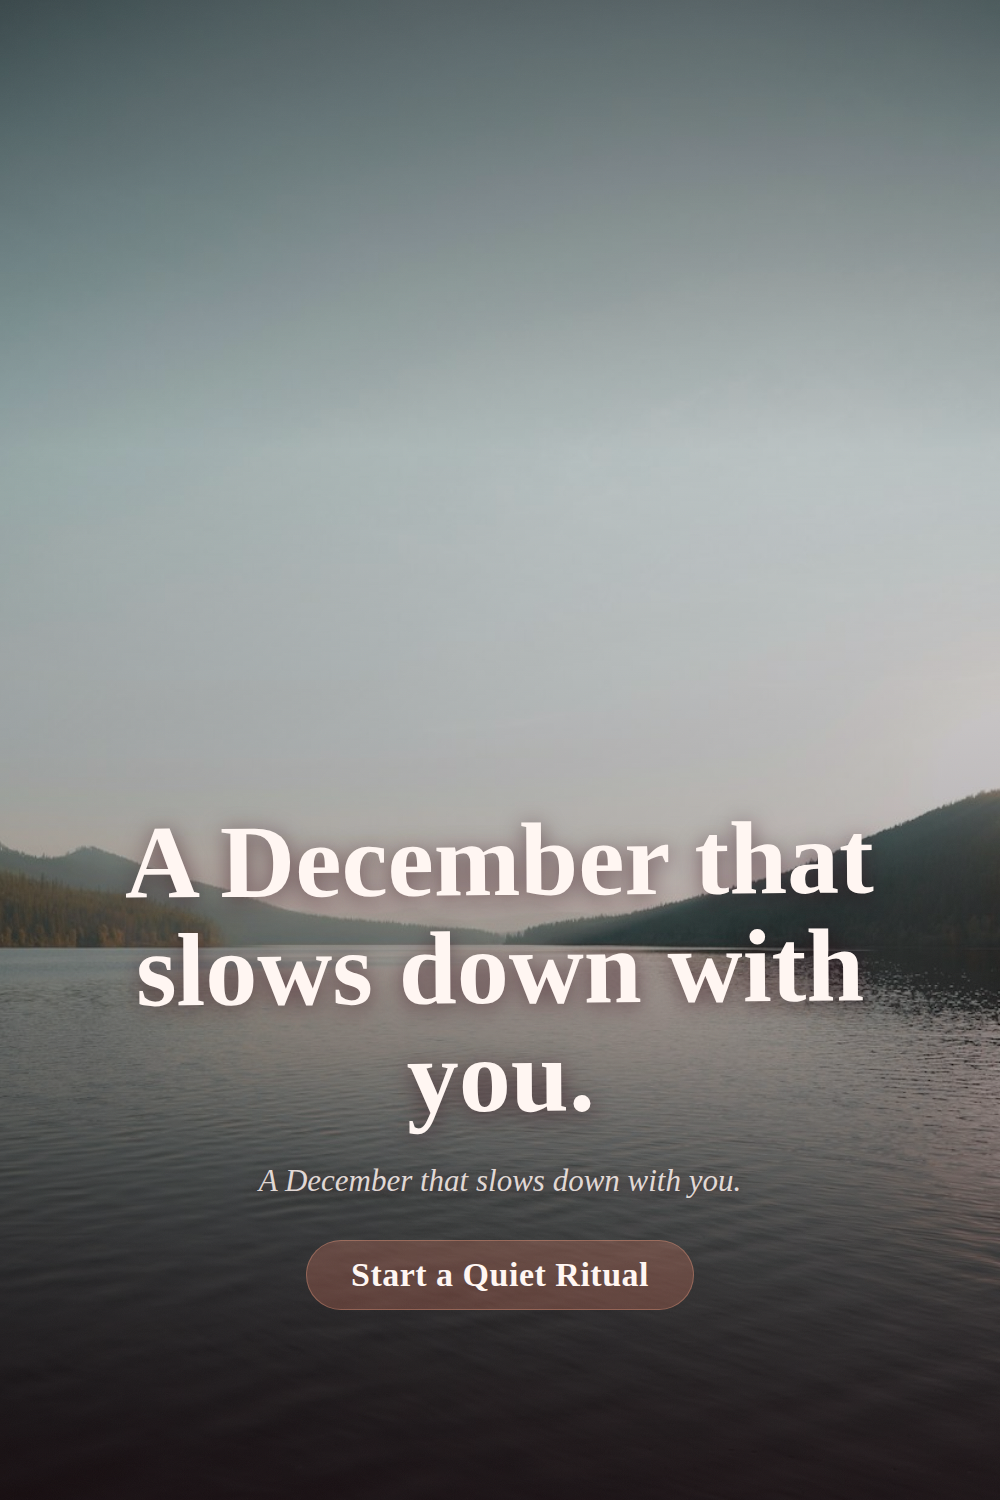 A December that
slows down with
you.
A December that slows down with you.
Start a Quiet Ritual